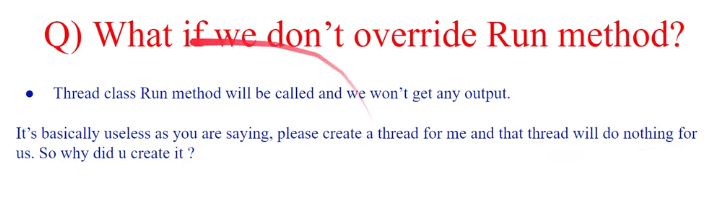 Q) What if we don't override Run method?
● Thread class Run method will be called and we won't get any output.
It's basically useless as you are saying, please create a thread for me and that thread will do nothing for
us. So why did u create it ?